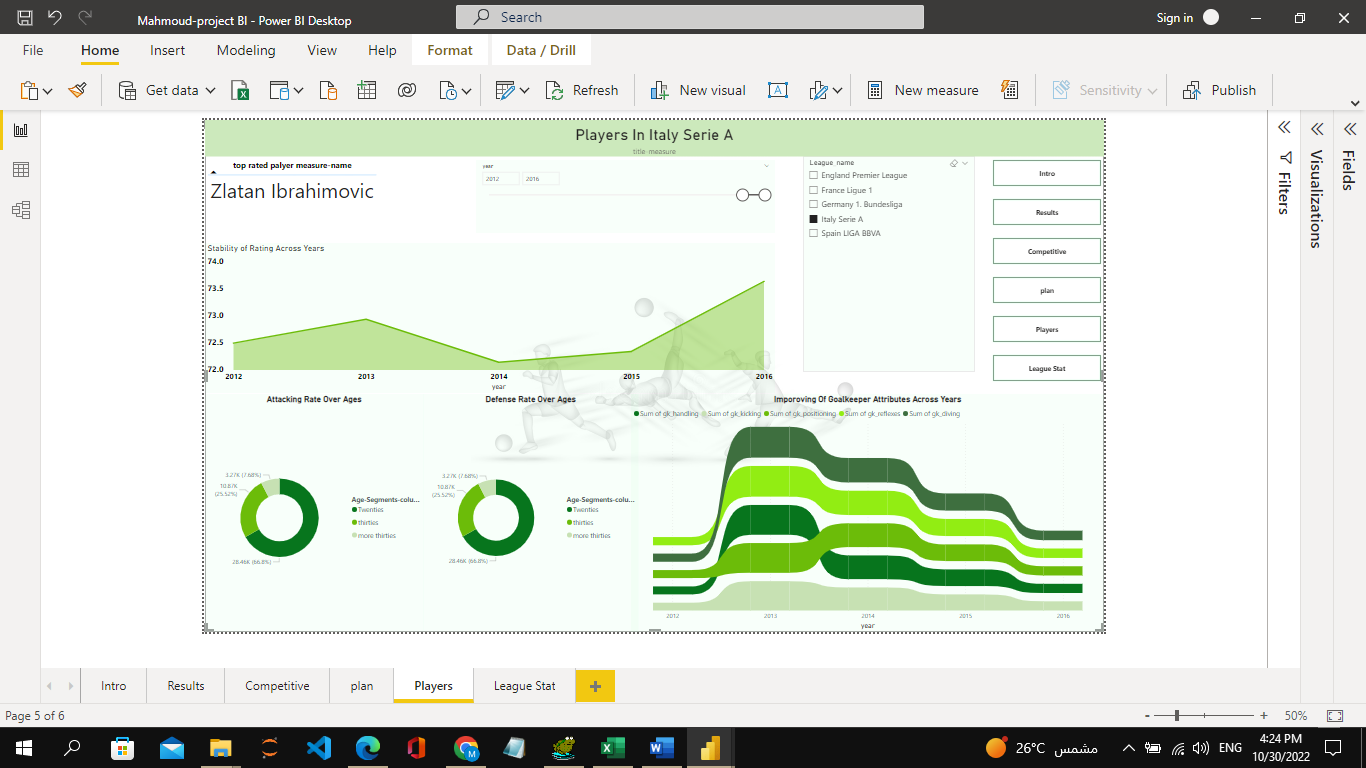 Mahmoud-project BI - Power BI Desktop
Search
Sign in
File Home Insert Modeling View Help Format Data / Drill
Get data Refresh New visual New measure Sensitivity Publish
Players In Italy Serie A
title-measure
top rated palyer measure-name
Zlatan Ibrahimovic
year
2012 2016
League_name
England Premier League
France Ligue 1
Germany 1. Bundesliga
Italy Serie A
Spain LIGA BBVA
Intro
Results
Competitive
plan
Players
League Stat
Filters
Visualizations
Fields
Stability of Rating Across Years
74.0
73.5
73.0
72.5
72.0
2012 2013 2014 2015 2016
year
Attacking Rate Over Ages
3.27K (7.68%)
10.87K
(25.52%)
28.46K (66.8%)
Age-Segments-colu...
Twenties
thirties
more thirties
Defense Rate Over Ages
3.27K (7.68%)
10.87K
(25.52%)
28.46K (66.8%)
Age-Segments-colu...
Twenties
thirties
more thirties
Imporoving Of Goalkeeper Attributes Across Years
Sum of gk_handling Sum of gk_kicking Sum of gk_positioning Sum of gk_reflexes Sum of gk_diving
2012 2013 2014 2015 2016
year
Intro Results Competitive plan Players League Stat +
Page 5 of 6
- + 50%
26°C مشمس
ENG
4:24 PM
10/30/2022